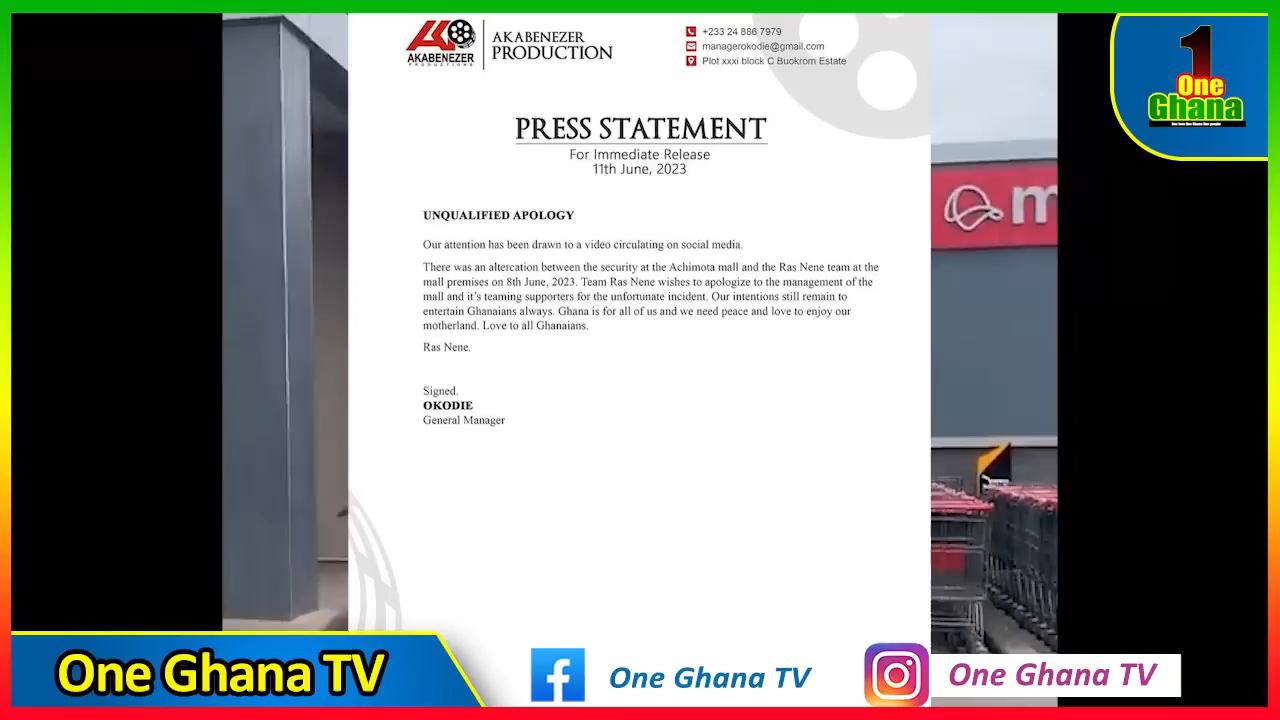 AKABENEZER
PRODUCTIONS
AKABENEZER
PRODUCTION
+233 24 886 7979
managerokodie@gmail.com
Plot xxxi block C Buokrom Estate
1
One
Ghana
PRESS STATEMENT
For Immediate Release
11th June, 2023
UNQUALIFIED APOLOGY
Our attention has been drawn to a video circulating on social media.
There was an altercation between the security at the Achimota mall and the Ras Nene team at the
mall premises on 8th June, 2023. Team Ras Nene wishes to apologize to the management of the
mall and it's teaming supporters for the unfortunate incident. Our intentions still remain to
entertain Ghanaians always. Ghana is for all of us and we need peace and love to enjoy our
motherland. Love to all Ghanaians.
Ras Nene.
Signed.
OKODIE
General Manager
m
One Ghana TV
One Ghana TV
One Ghana TV